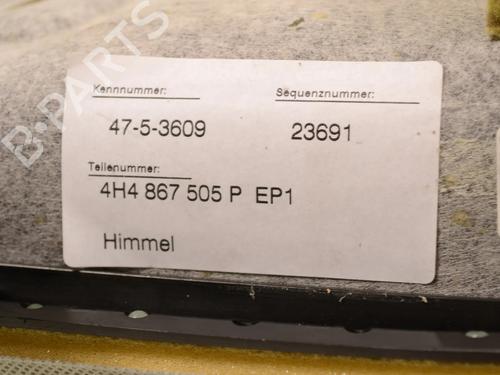 Kennnummer:
Sequenznummer:
47-5-3609
23691
Teilenummer:
4H4 867 505 P EP1
Himmel
B-PARTS